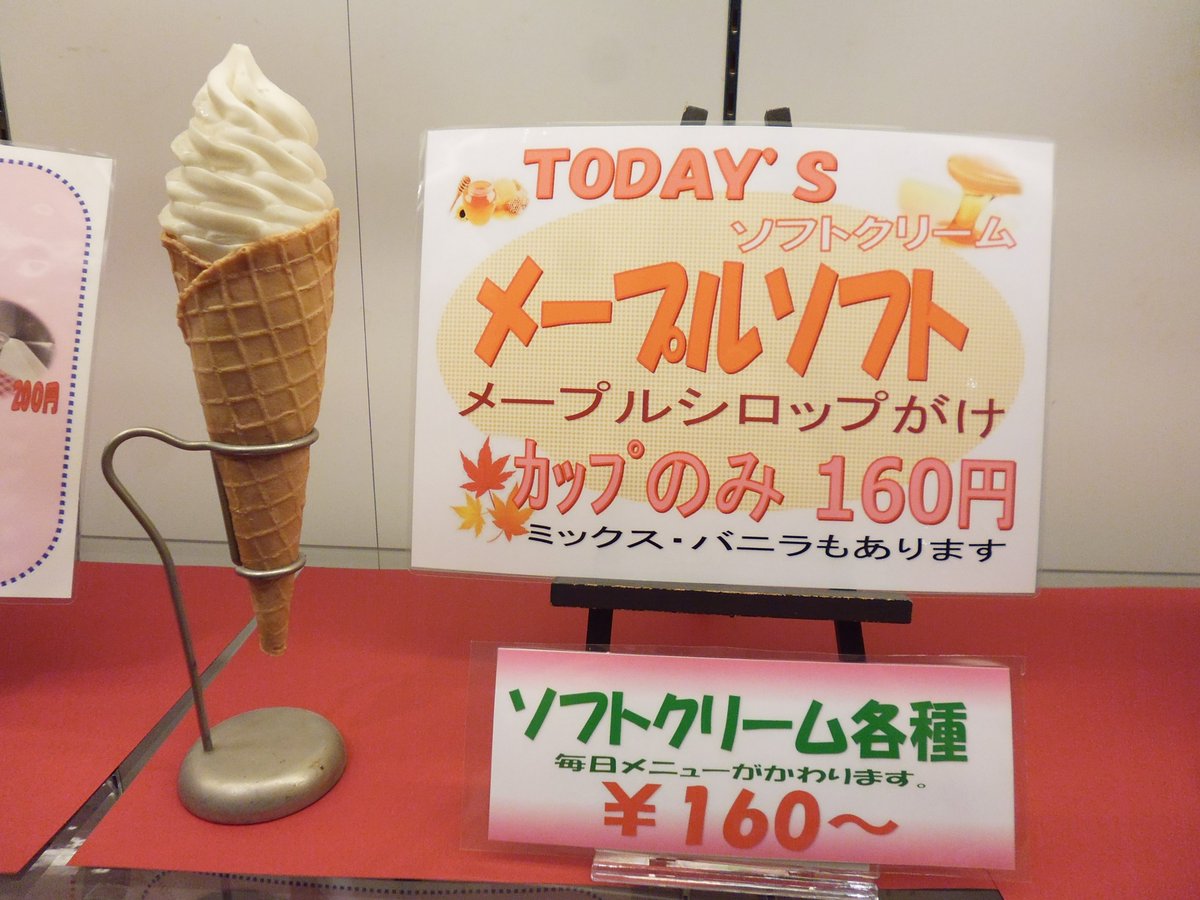 200円
TODAY'S
ソフトクリーム
メープルソフト
メープルシロップがけ
カップのみ 160円
ミックス・バニラもあります
ソフトクリーム各種
毎日メニューがかわります。
¥160～